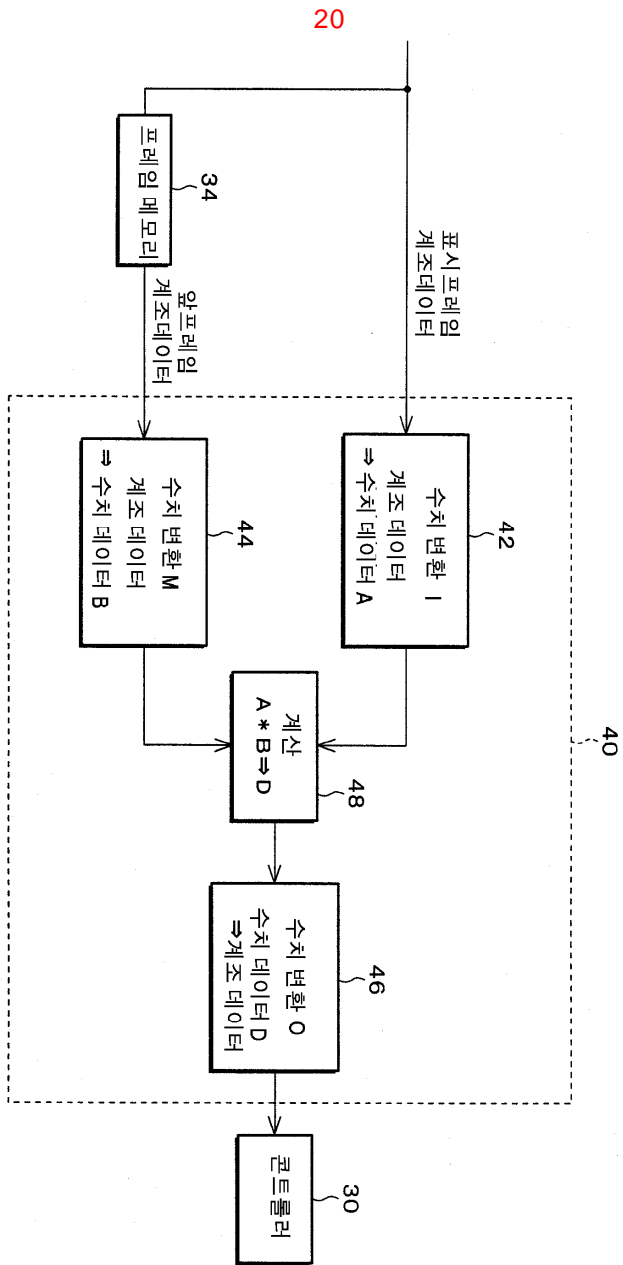 20
프레임 메모리
34
표시프레임
계조데이터
앞프레임
계조데이터
40
수치 변환 I
계조 데이터
⇒ 수치 데이터 A
42
수치 변환 M
계조 데이터
⇒ 수치 데이터 B
44
계산
A * B⇒D
48
수치 변환 O
수치 데이터 D
⇒계조 데이터
46
콘트롤러
30